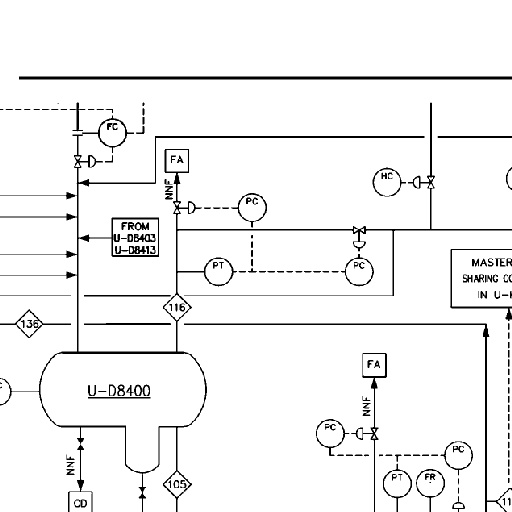 FC
FA
NNF
HC
PC
FROM
U-D8403
U-D8413
PT
PC
MASTER
SHARING CO
IN U-
116
136
FA
U-D8400
NNF
PC
PC
NNF
PT
FR
105
OD
11